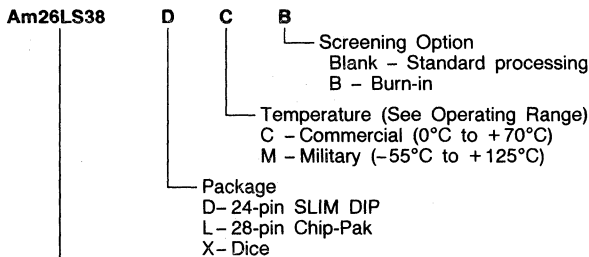 Am26LS38 D C B
Screening Option
Blank – Standard processing
B – Burn-in
Temperature (See Operating Range)
C – Commercial (0°C to +70°C)
M – Military (–55°C to +125°C)
Package
D– 24-pin SLIM DIP
L– 28-pin Chip-Pak
X– Dice